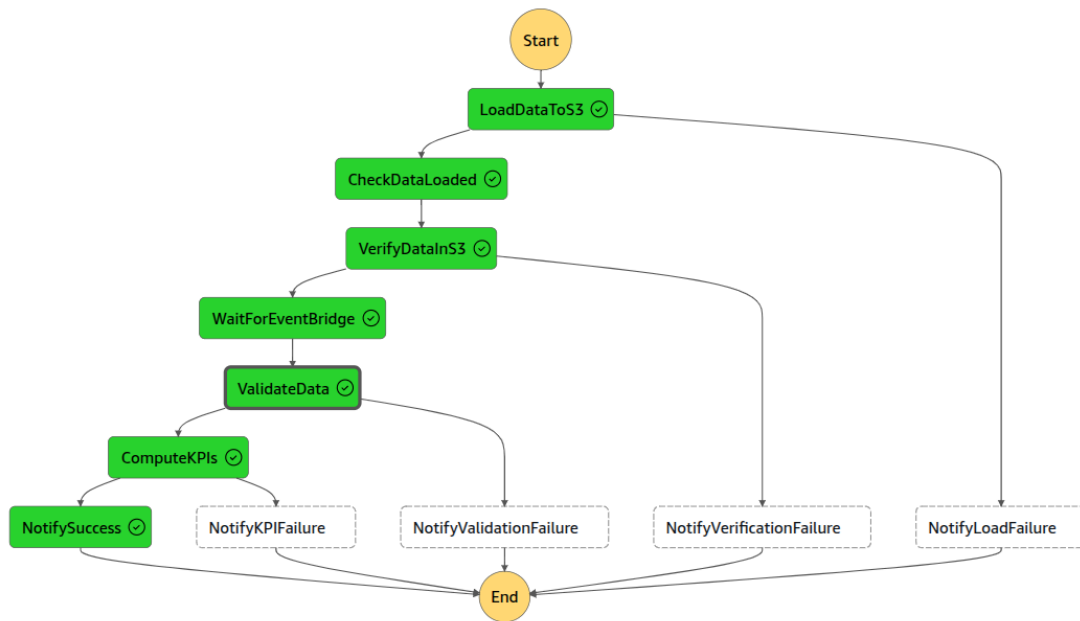 Start
LoadDataToS3
CheckDataLoaded
VerifyDataInS3
WaitForEventBridge
ValidateData
ComputeKPIs
NotifySuccess
NotifyKPIFailure
NotifyValidationFailure
NotifyVerificationFailure
NotifyLoadFailure
End